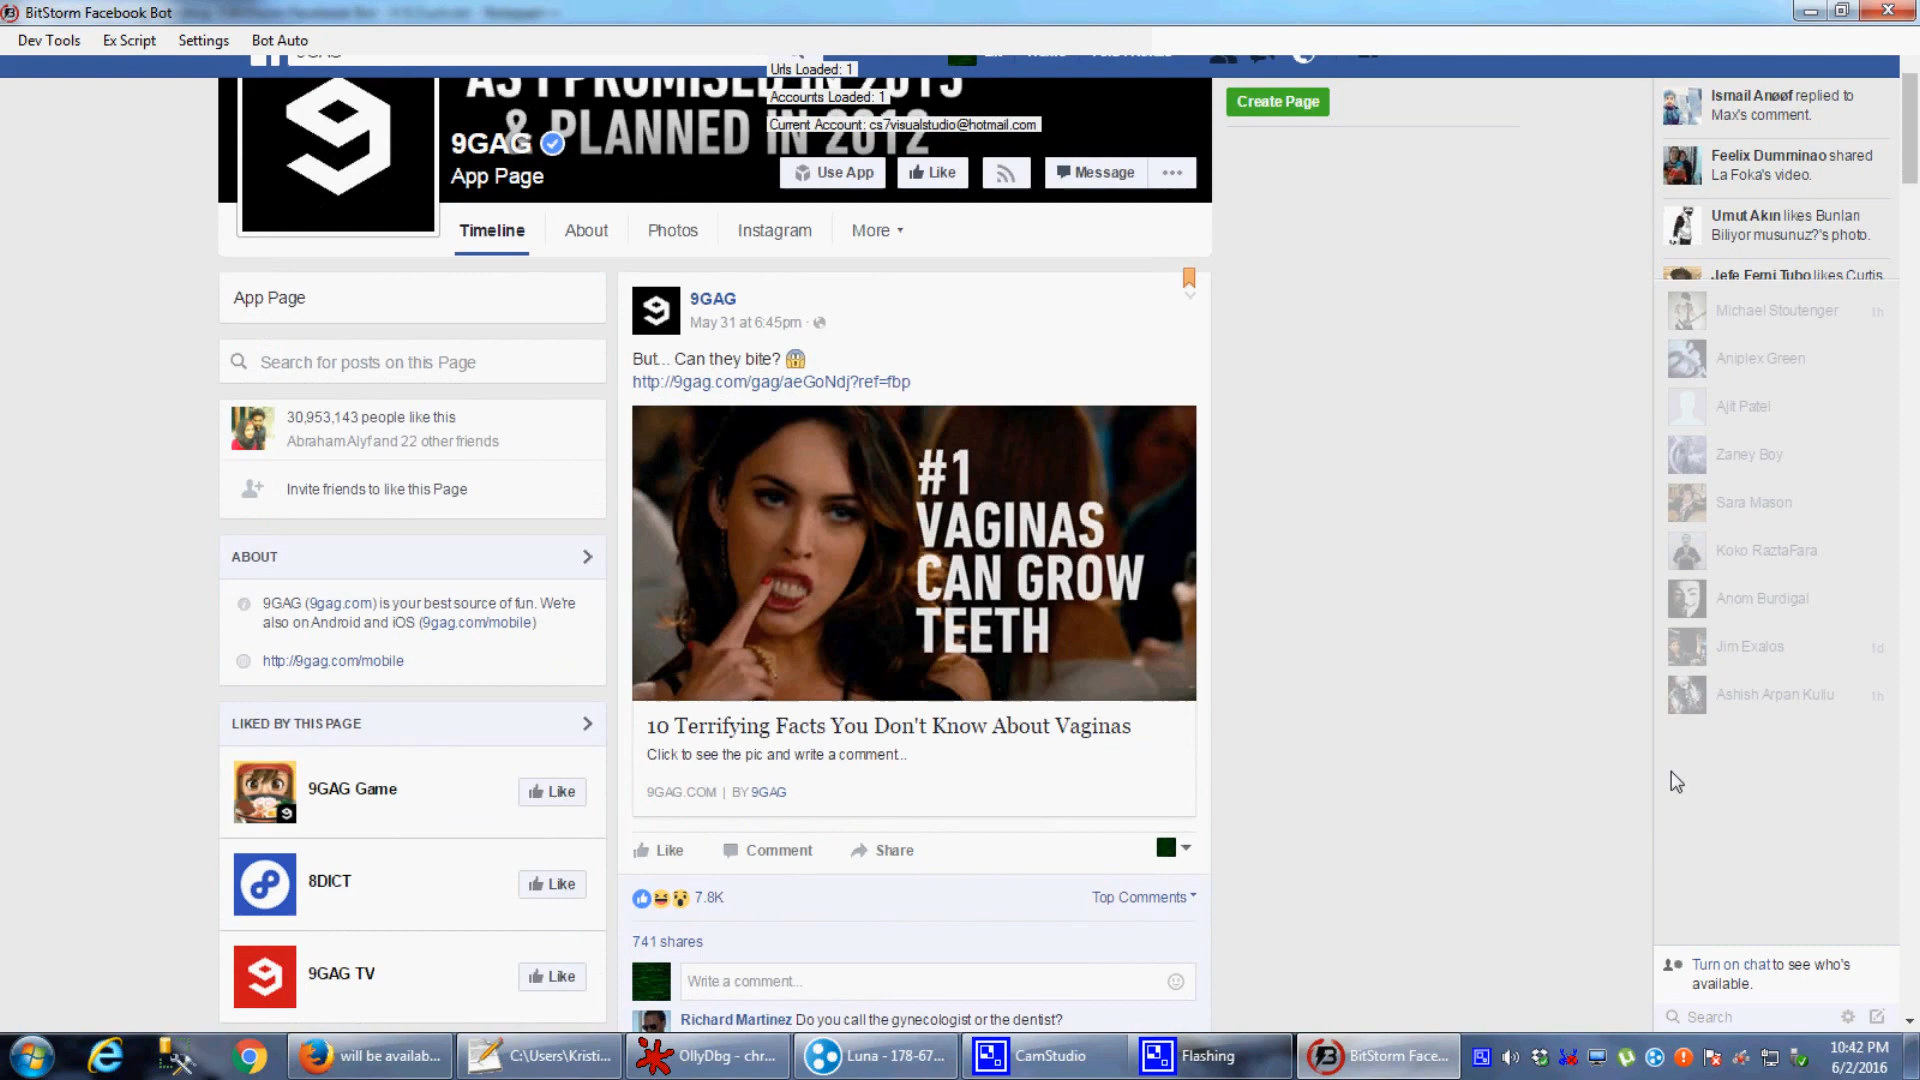 BitStorm Facebook Bot
Dev Tools Ex Script Settings Bot Auto
Urls Loaded: 1
Accounts Loaded: 1
Current Account: cs7visualstudio@hotmail.com
AS I PROMISED IN 2013
& PLANNED IN 2012
9GAG
App Page
Use App Like Message
Create Page
Timeline About Photos Instagram More
App Page
Search for posts on this Page
30,953,143 people like this
Abraham Alyf and 22 other friends
Invite friends to like this Page
ABOUT
9GAG (9gag.com) is your best source of fun. We're
also on Android and iOS (9gag.com/mobile)
http://9gag.com/mobile
LIKED BY THIS PAGE
9GAG Game Like
8DICT Like
9GAG TV Like
9GAG
May 31 at 6:45pm ·
But... Can they bite?
http://9gag.com/gag/aeGoNdj?ref=fbp
#1
VAGINAS
CAN GROW
TEETH
10 Terrifying Facts You Don't Know About Vaginas
Click to see the pic and write a comment...
9GAG.COM | BY 9GAG
Like Comment Share
7.8K Top Comments
741 shares
Write a comment...
Richard Martinez Do you call the gynecologist or the dentist?
Ismail Anøøf replied to
Max's comment.
Feelix Dumminao shared
La Foka's video.
Umut Akın likes Bunları
Biliyor musunuz?'s photo.
Jefe Femi Tubo likes Curtis
Michael Stoutenger 1h
Aniplex Green
Ajit Patel
Zaney Boy
Sara Mason
Koko RaztaFara
Anom Burdigal
Jim Exalos 1d
Ashish Arpan Kullu 1h
Turn on chat to see who's
available.
Search
will be availab... C:\Users\Kristi... OllyDbg - chr... Luna - 178-67... CamStudio Flashing BitStorm Face...
10:42 PM
6/2/2016